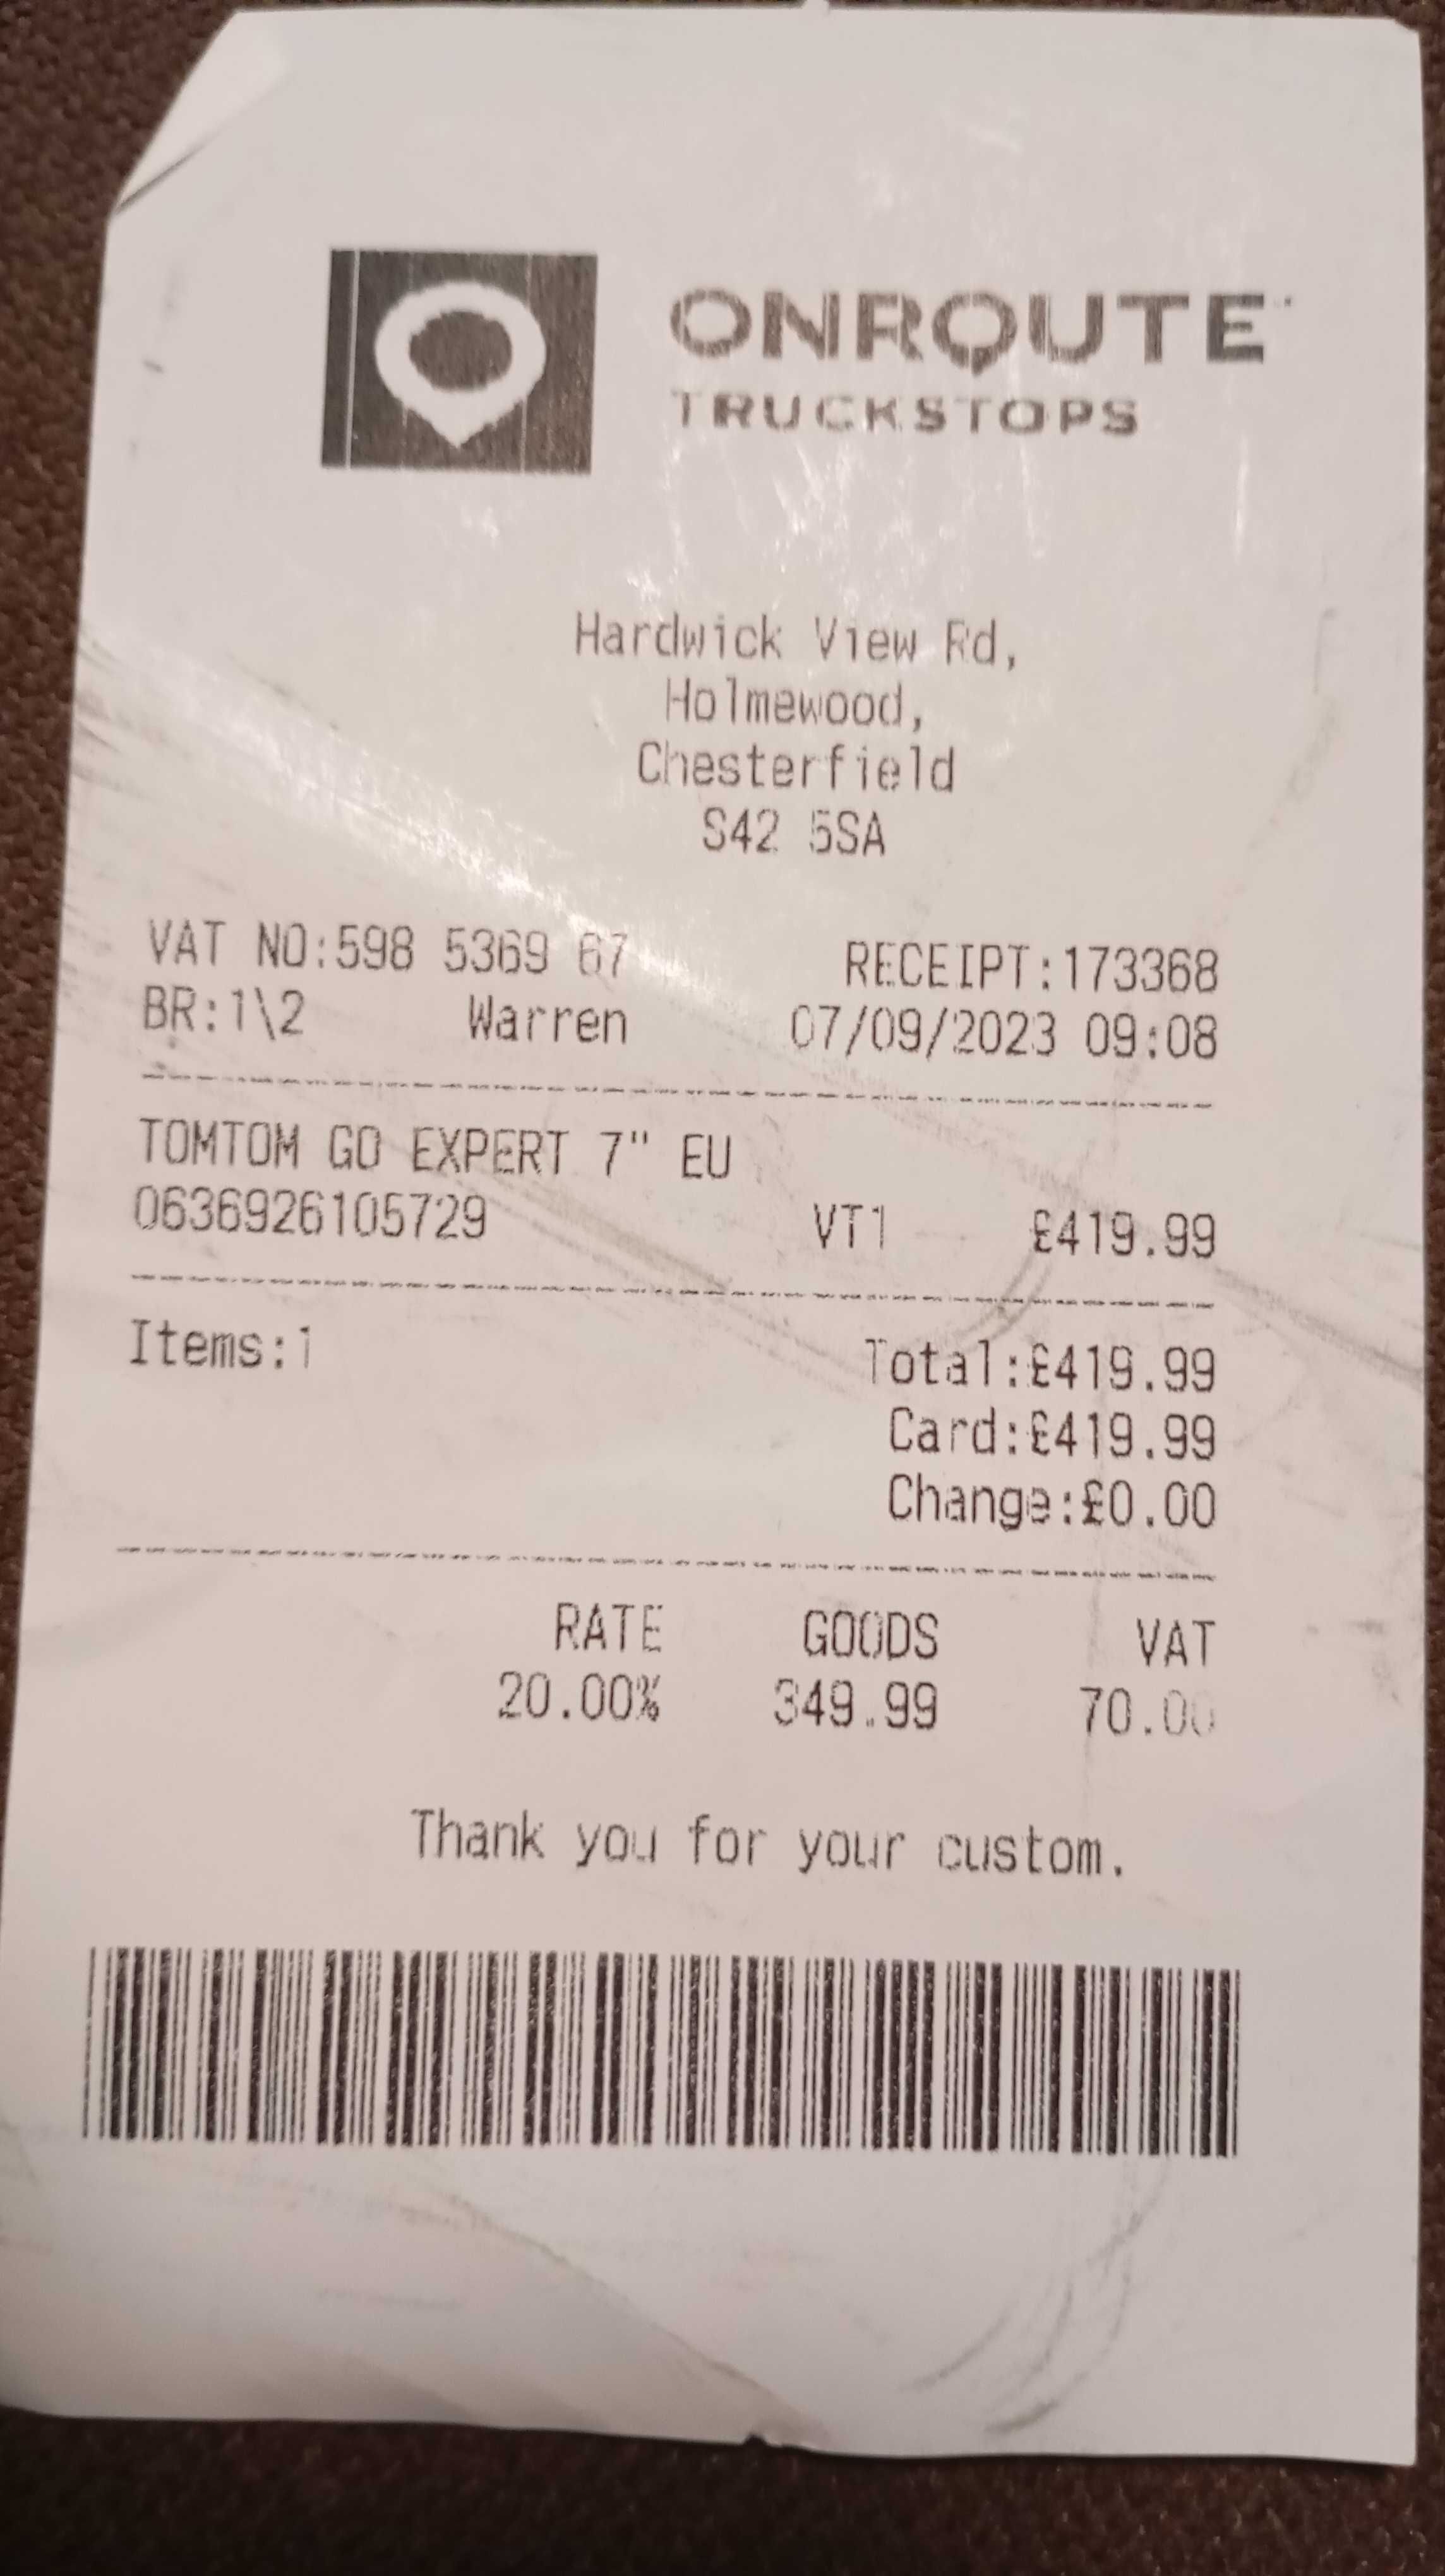 ONROUTE
TRUCKSTOPS
Hardwick View Rd,
Holmewood,
Chesterfield
S42 5SA
VAT NO:598 5369 67 RECEIPT:173368
BR:1\2 Warren 07/09/2023 09:08
TOMTOM GO EXPERT 7" EU
0636926105729 VT1 £419.99
Items:1 Total:£419.99
Card:£419.99
Change:£0.00
RATE GOODS VAT
20.00% 349.99 70.00
Thank you for your custom.